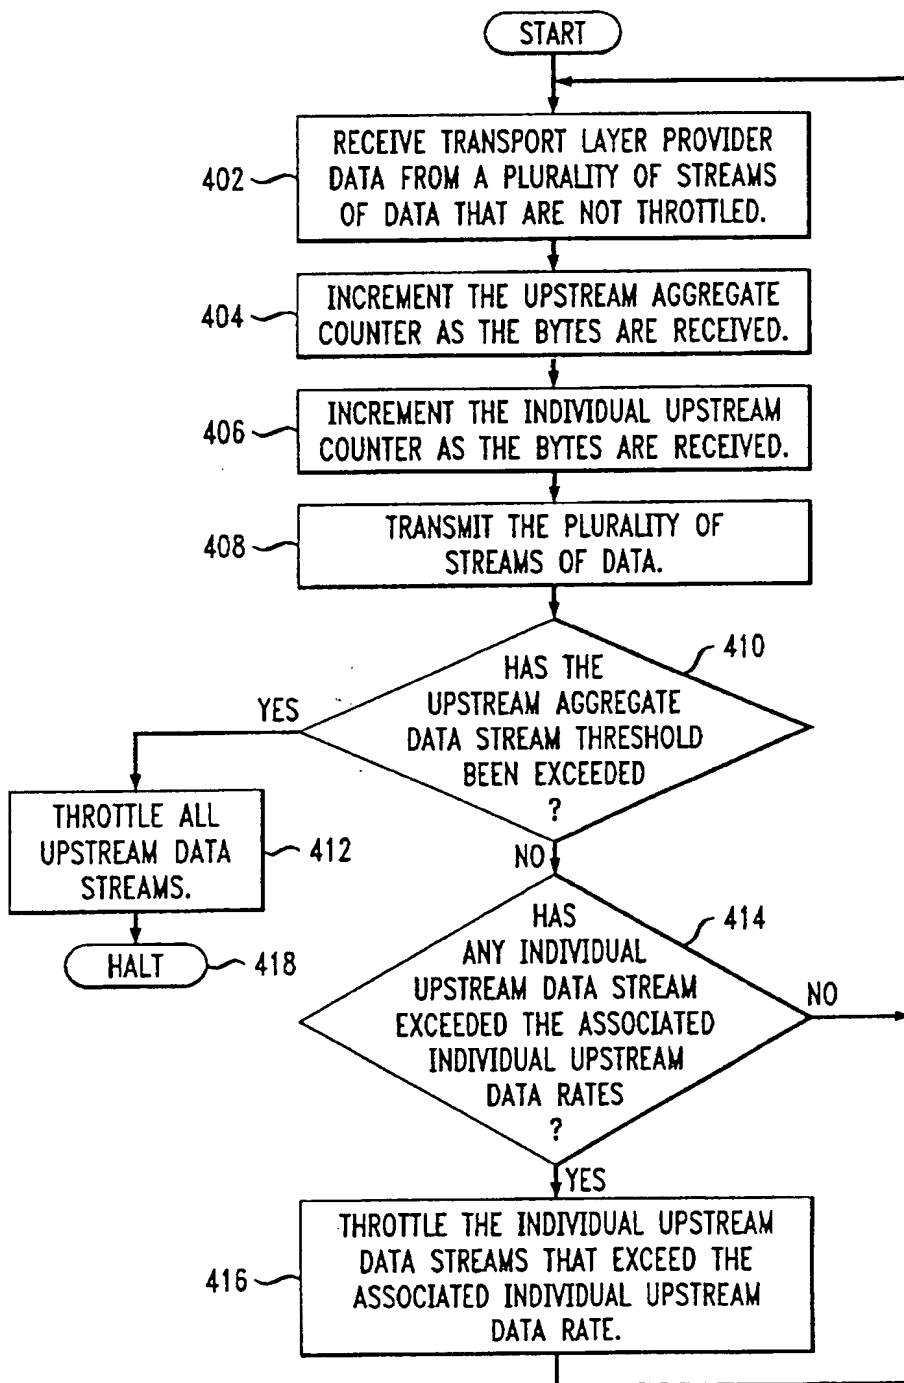 START
402
RECEIVE TRANSPORT LAYER PROVIDER
DATA FROM A PLURALITY OF STREAMS
OF DATA THAT ARE NOT THROTTLED.
404
INCREMENT THE UPSTREAM AGGREGATE
COUNTER AS THE BYTES ARE RECEIVED.
406
INCREMENT THE INDIVIDUAL UPSTREAM
COUNTER AS THE BYTES ARE RECEIVED.
408
TRANSMIT THE PLURALITY OF
STREAMS OF DATA.
410
HAS THE
UPSTREAM AGGREGATE
DATA STREAM THRESHOLD
BEEN EXCEEDED
?
YES
THROTTLE ALL
UPSTREAM DATA
STREAMS.
412
HALT
418
NO
414
HAS
ANY INDIVIDUAL
UPSTREAM DATA STREAM
EXCEEDED THE ASSOCIATED
INDIVIDUAL UPSTREAM
DATA RATES
?
NO
YES
416
THROTTLE THE INDIVIDUAL UPSTREAM
DATA STREAMS THAT EXCEED THE
ASSOCIATED INDIVIDUAL UPSTREAM
DATA RATE.